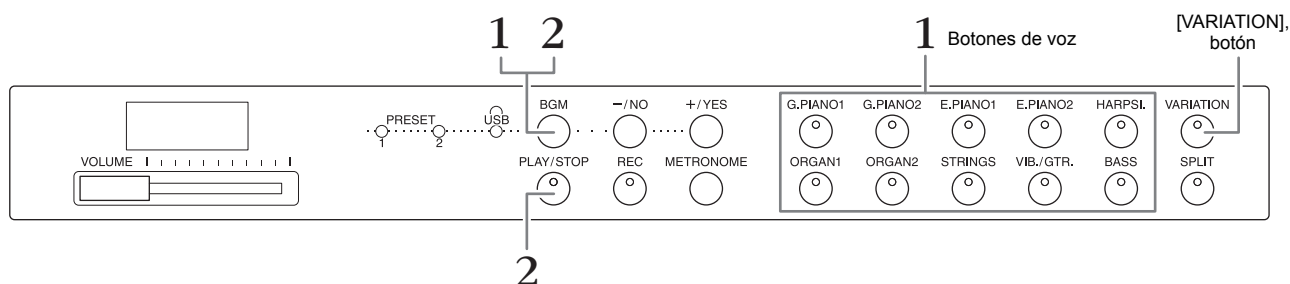 1 2
1 Botones de voz
[VARIATION],
botón
BGM -/NO +/YES
G.PIANO1 G.PIANO2 E.PIANO1 E.PIANO2 HARPSI. VARIATION
PRESET USB
1 2
VOLUME PLAY/STOP REC METRONOME
ORGAN1 ORGAN2 STRINGS VIB./GTR. BASS SPLIT
2